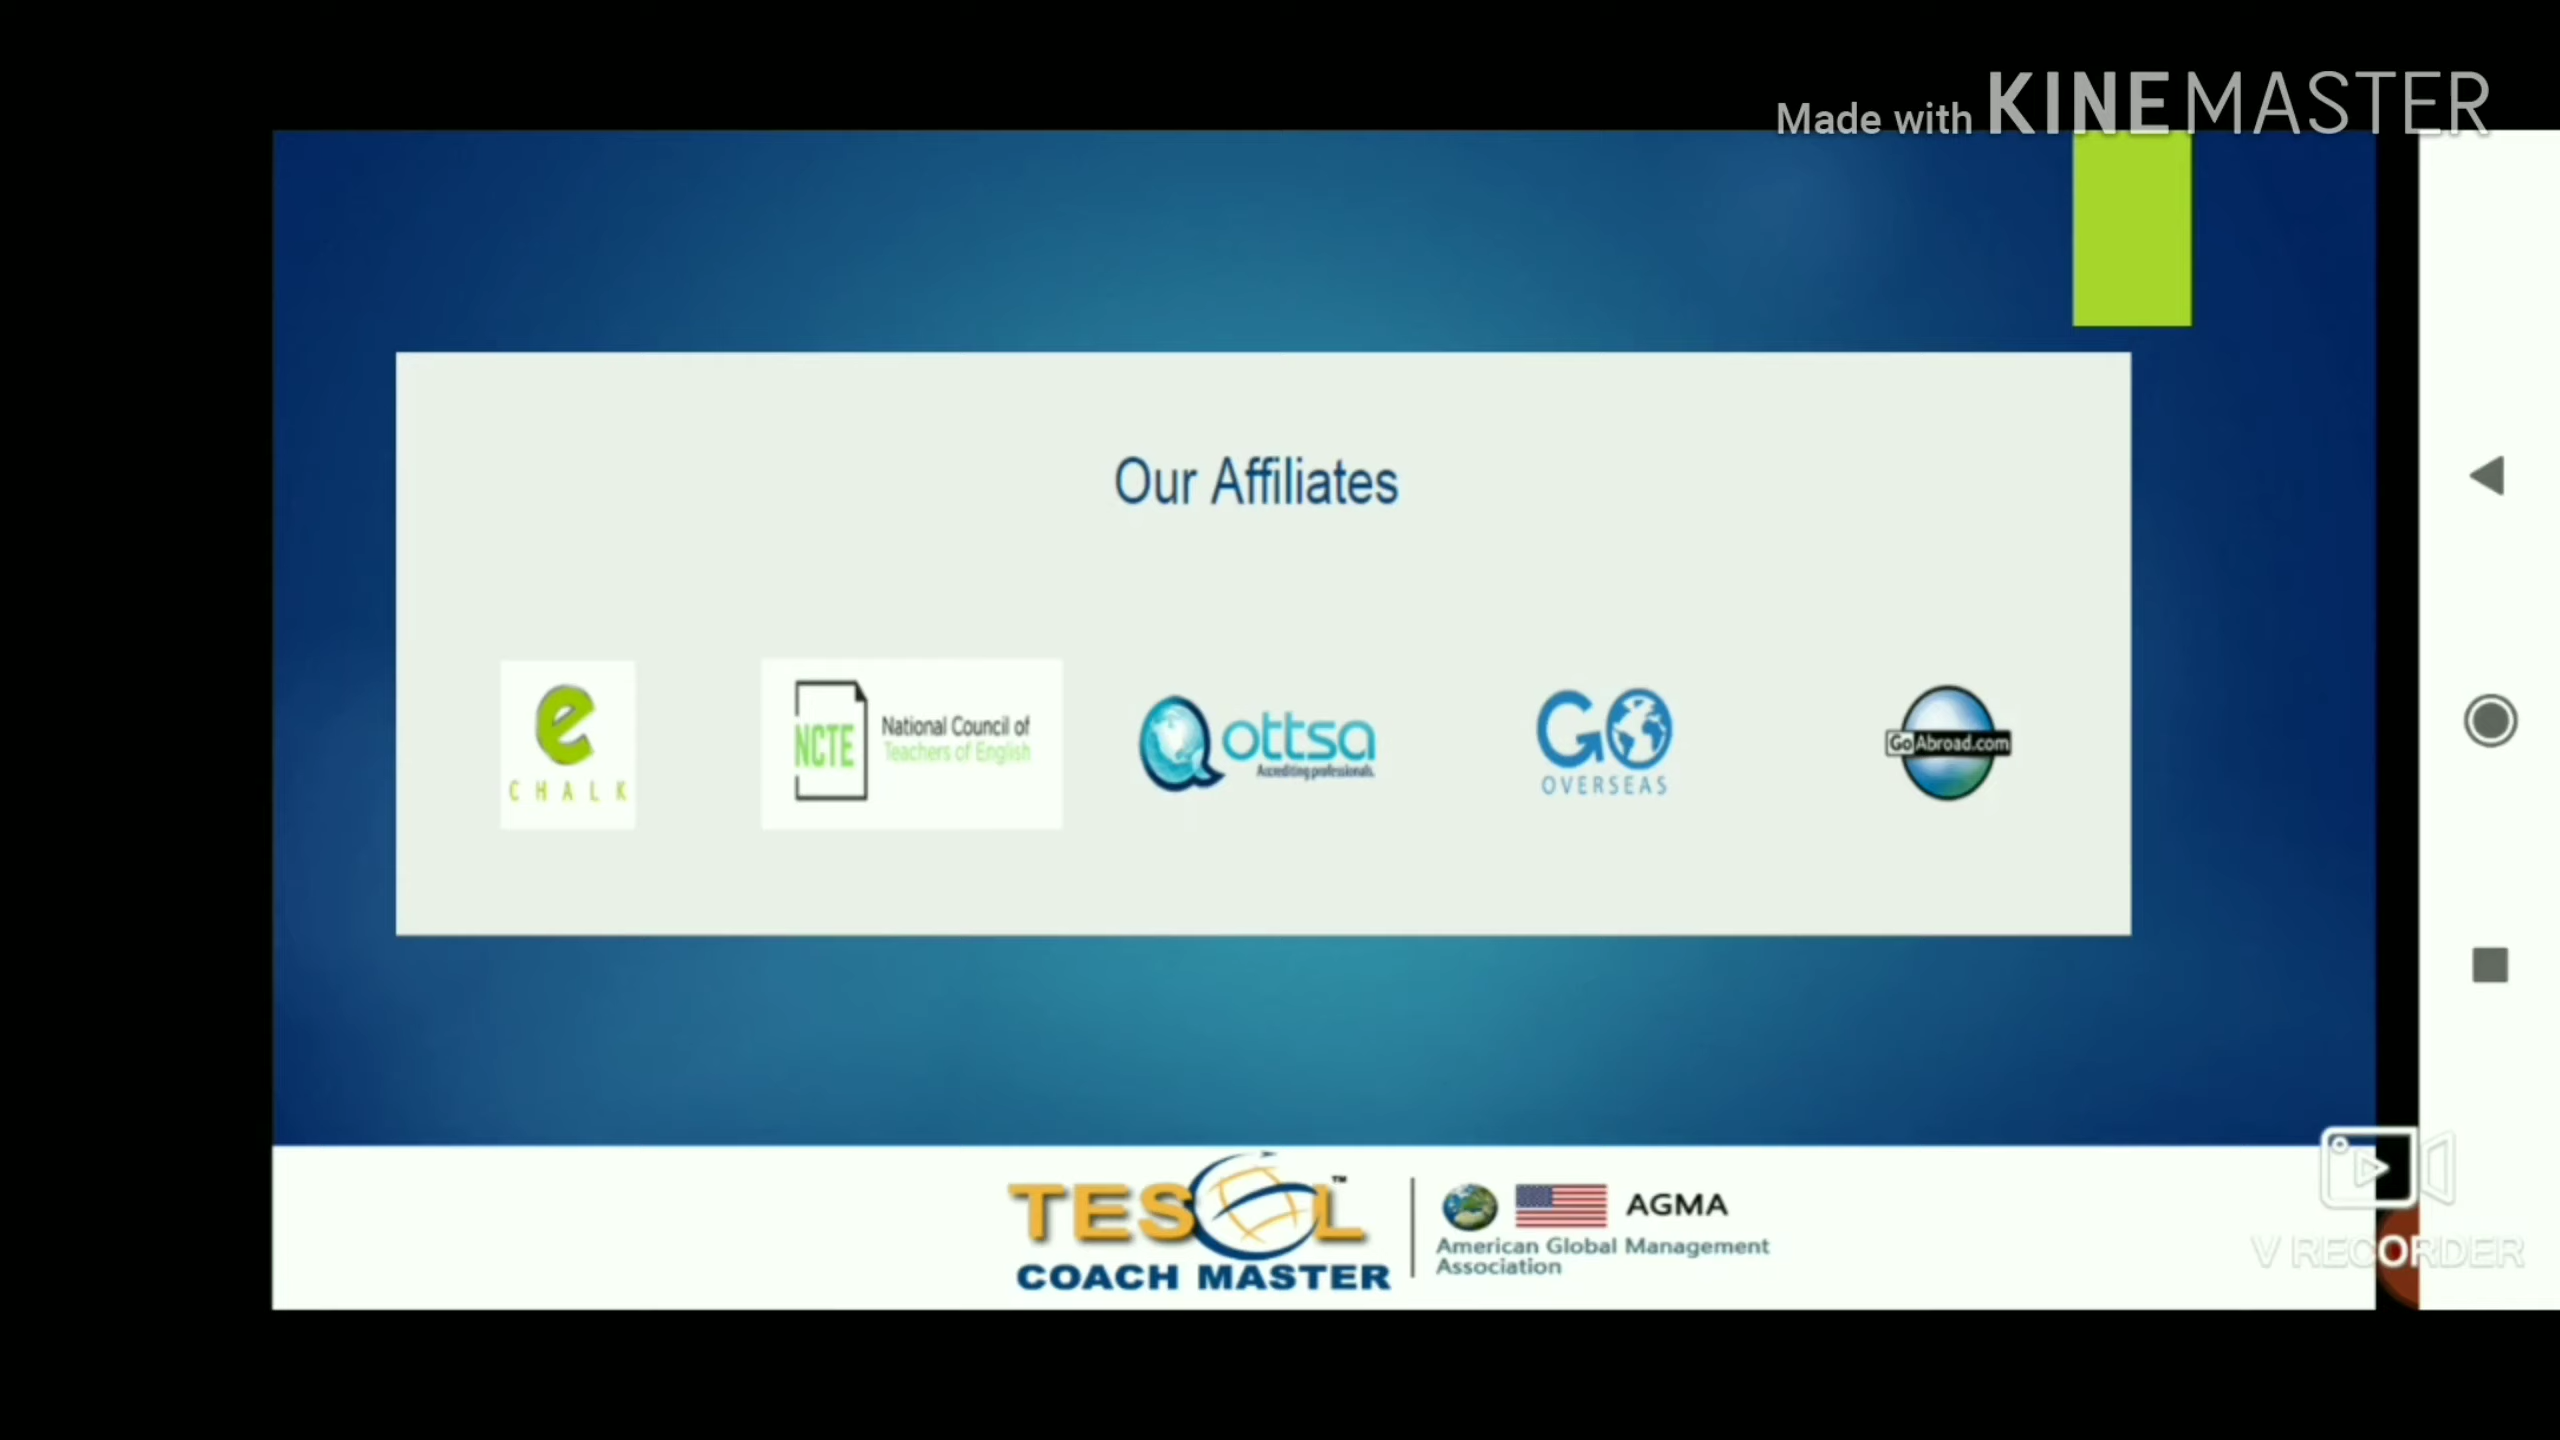 Made with KINEMASTER
Our Affiliates
e
CHALK
NCTE
National Council of
Teachers of English
ottsa
Accrediting professionals.
GO
OVERSEAS
GoAbroad.com
TESOL™
COACH MASTER
AGMA
American Global Management
Association
V RECORDER